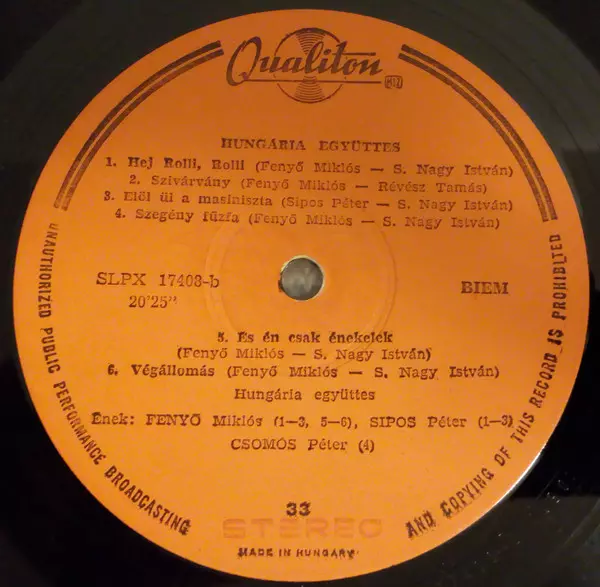 Qualiton
HUNGÁRIA EGYÜTTES
1. Hej Rolli, Rolli (Fenyő Miklós — S. Nagy István)
2. Szivárvány (Fenyő Miklós — Révész Tamás)
3. Elöl ül a masiniszta (Sipos Péter — S. Nagy István)
4. Szegény fűzfa (Fenyő Miklós — S. Nagy István)
SLPX 17403-b
20'25"
BIEM
5. És én csak énekelek
(Fenyő Miklós — S. Nagy István)
6. Végállomás (Fenyő Miklós — S. Nagy István)
Hungária együttes
Ének: FENYŐ Miklós (1—3, 5—6), SIPOS Péter (1—3)
CSOMÓS Péter (4)
33
STEREO
MADE IN HUNGARY
UNAUTHORIZED PUBLIC PERFORMANCE BROADCASTING
AND COPYING OF THIS RECORD IS PROHIBITED